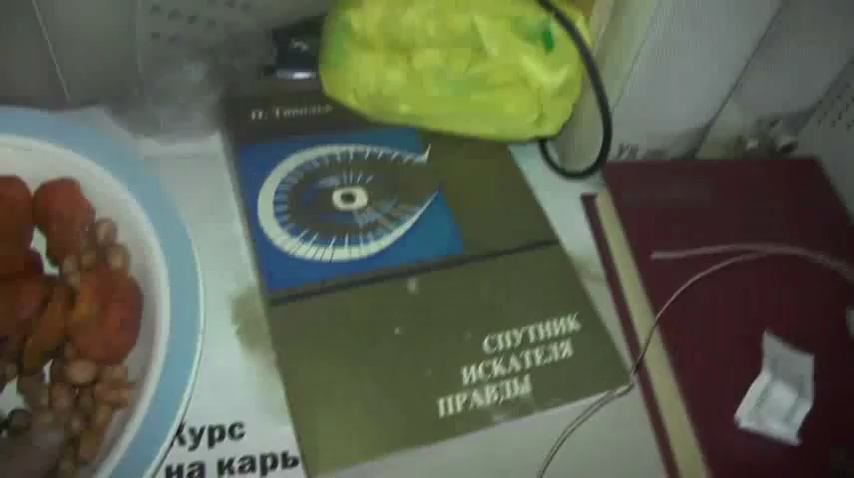 СПУТНИК
ИСКАТЕЛЯ
ПРАВДЫ
Курс
на карь